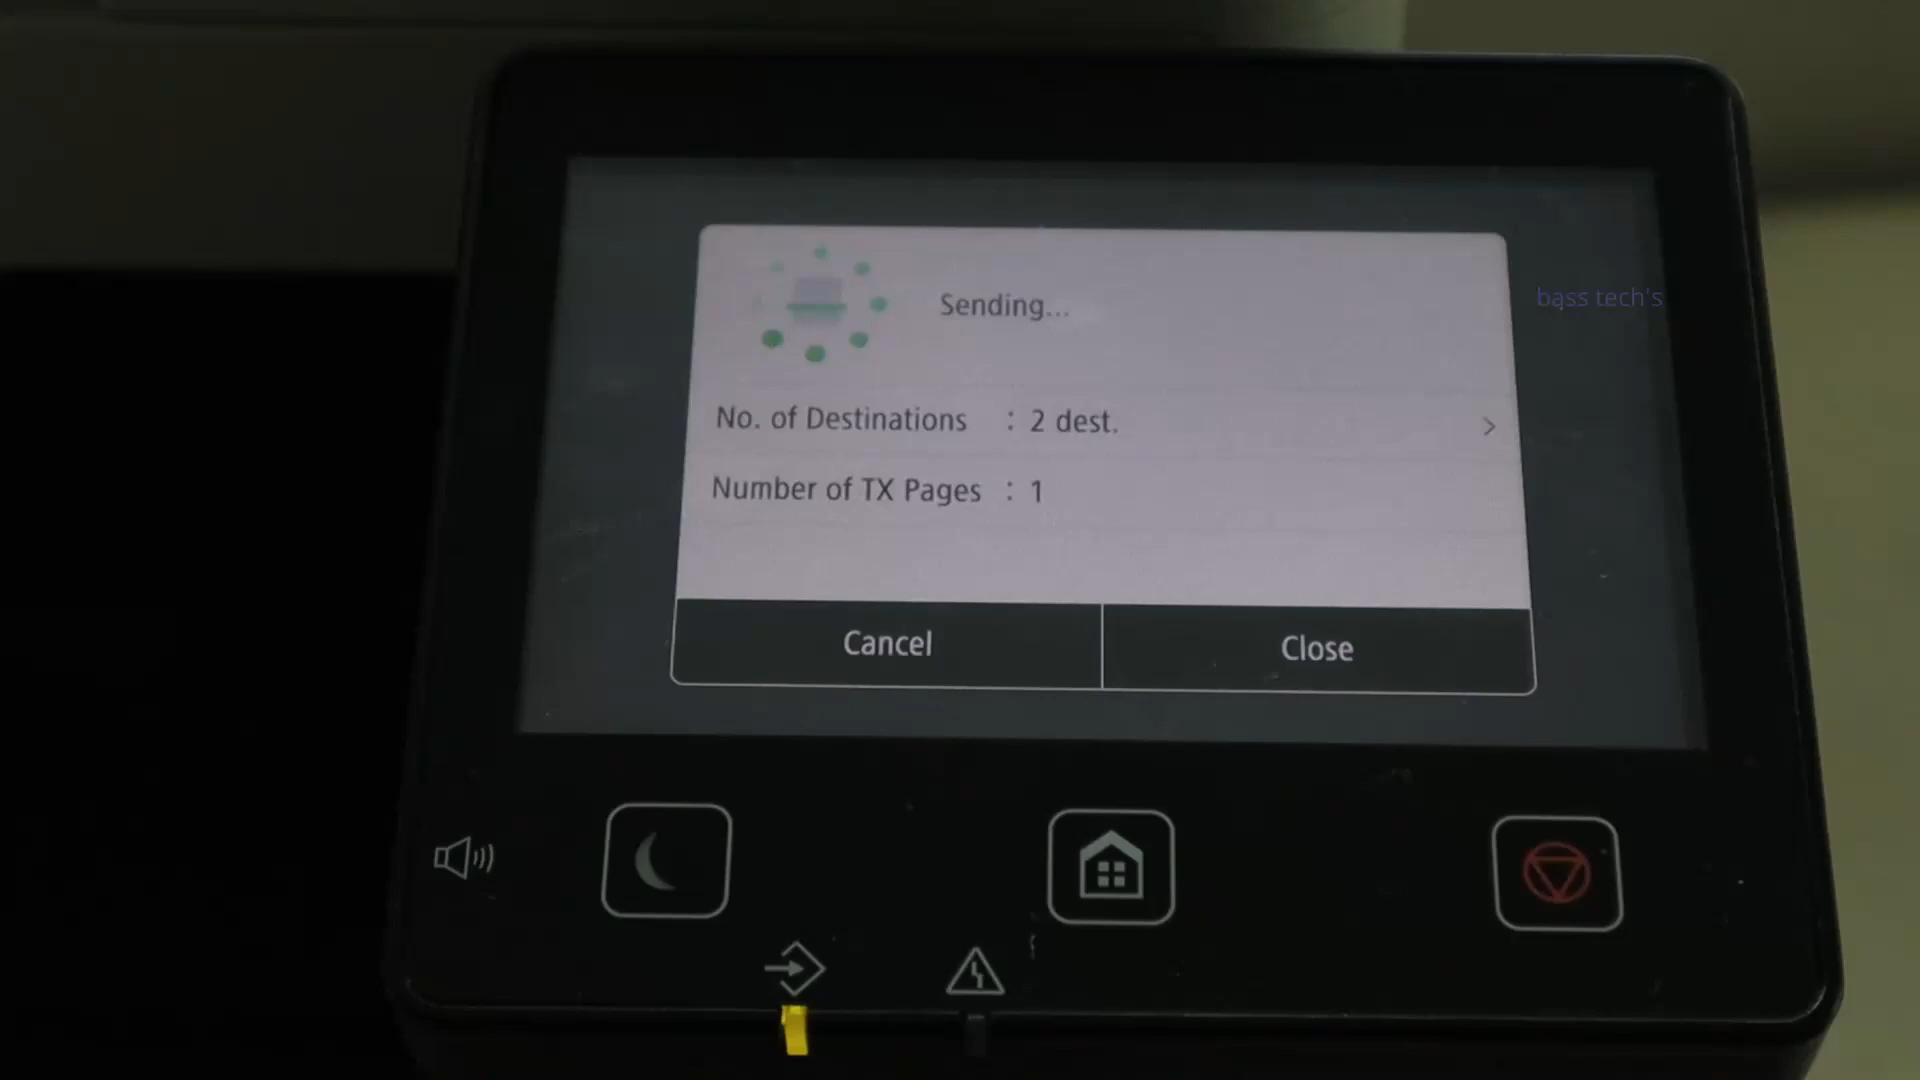 Sending...
bass tech's
No. of Destinations : 2 dest. >
Number of TX Pages : 1
Cancel
Close